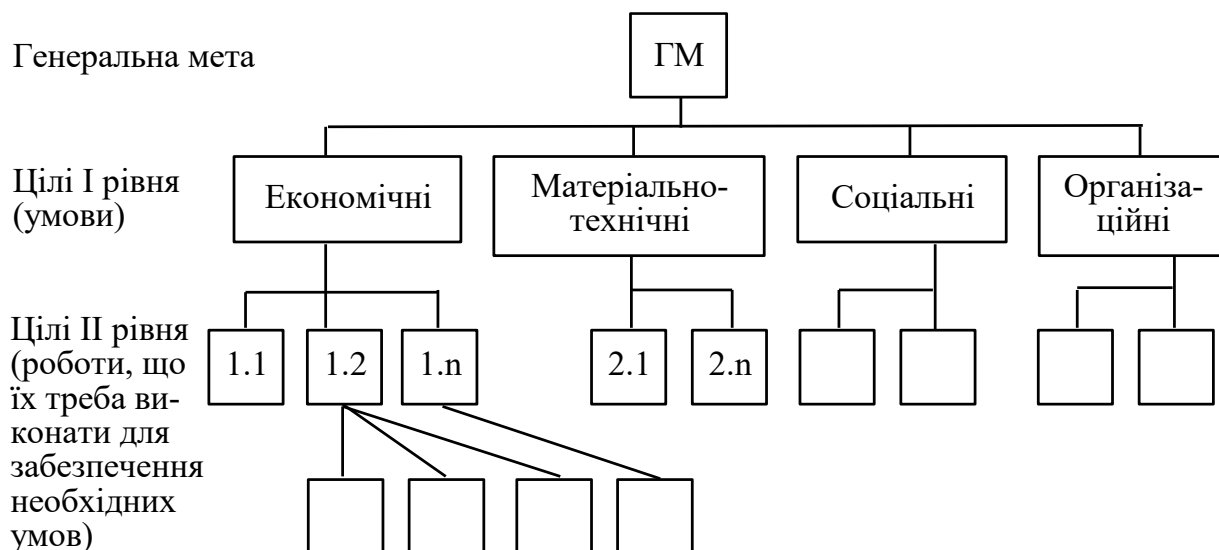 Генеральна мета
ГМ
Цілі І рівня
(умови)
Економічні
Матеріально-
технічні
Соціальні
Організа-
ційні
Цілі ІІ рівня
(роботи, що
їх треба ви-
конати для
забезпечення
необхідних
умов)
1.1
1.2
1.n
2.1
2.n